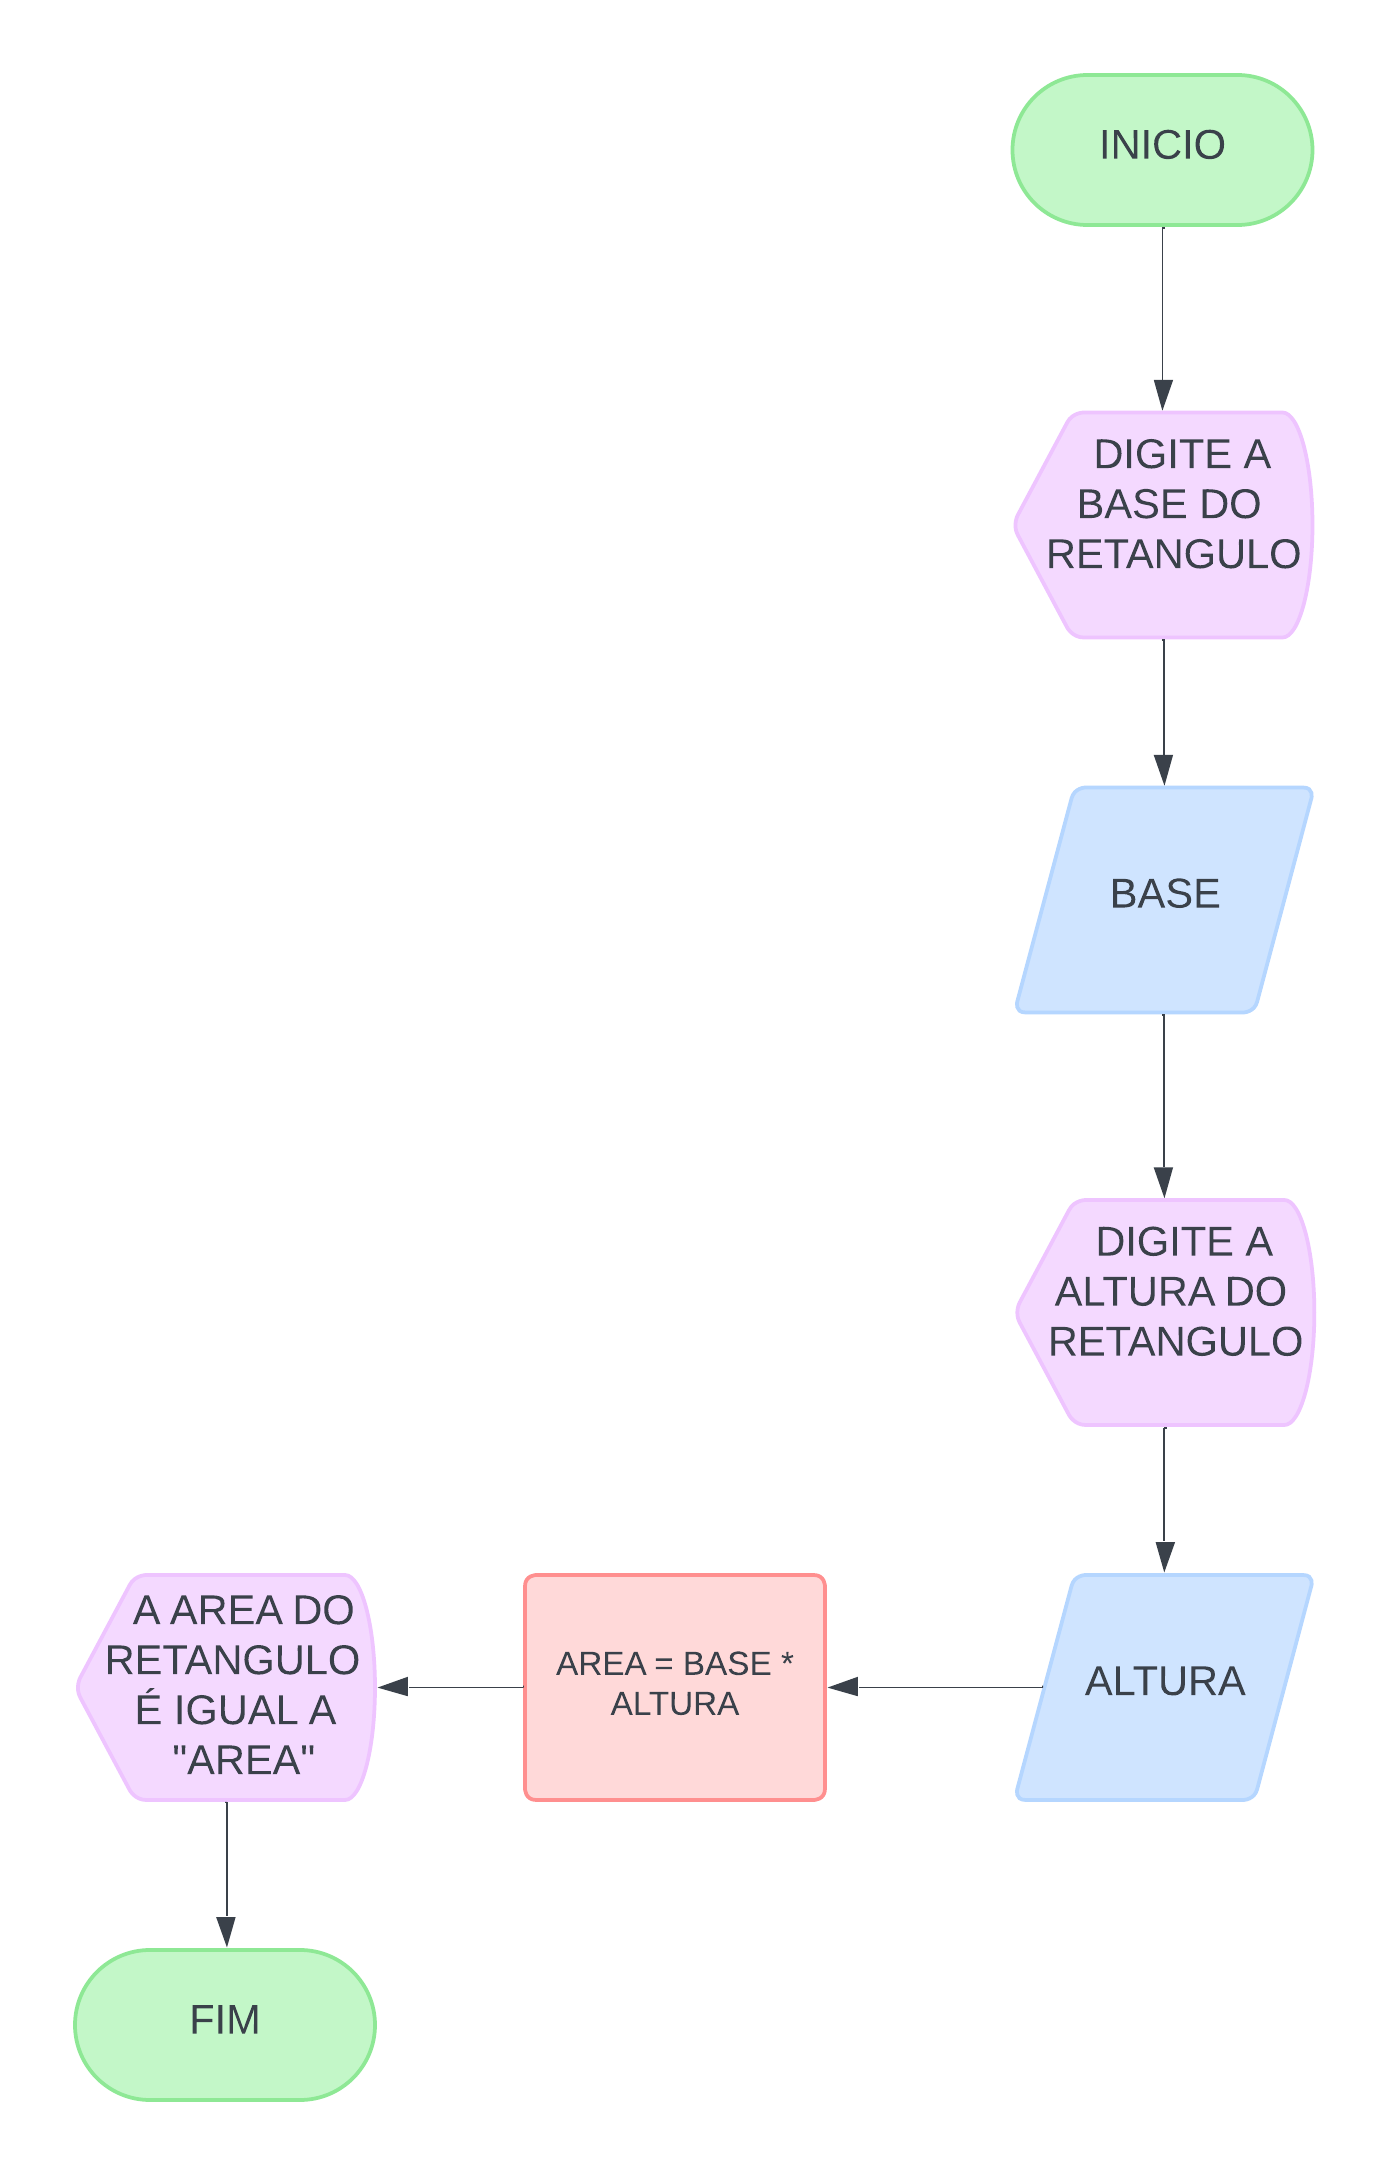 INICIO
DIGITE A
BASE DO
RETANGULO
BASE
DIGITE A
ALTURA DO
RETANGULO
ALTURA
AREA = BASE *
ALTURA
A AREA DO
RETANGULO
É IGUAL A
"AREA"
FIM